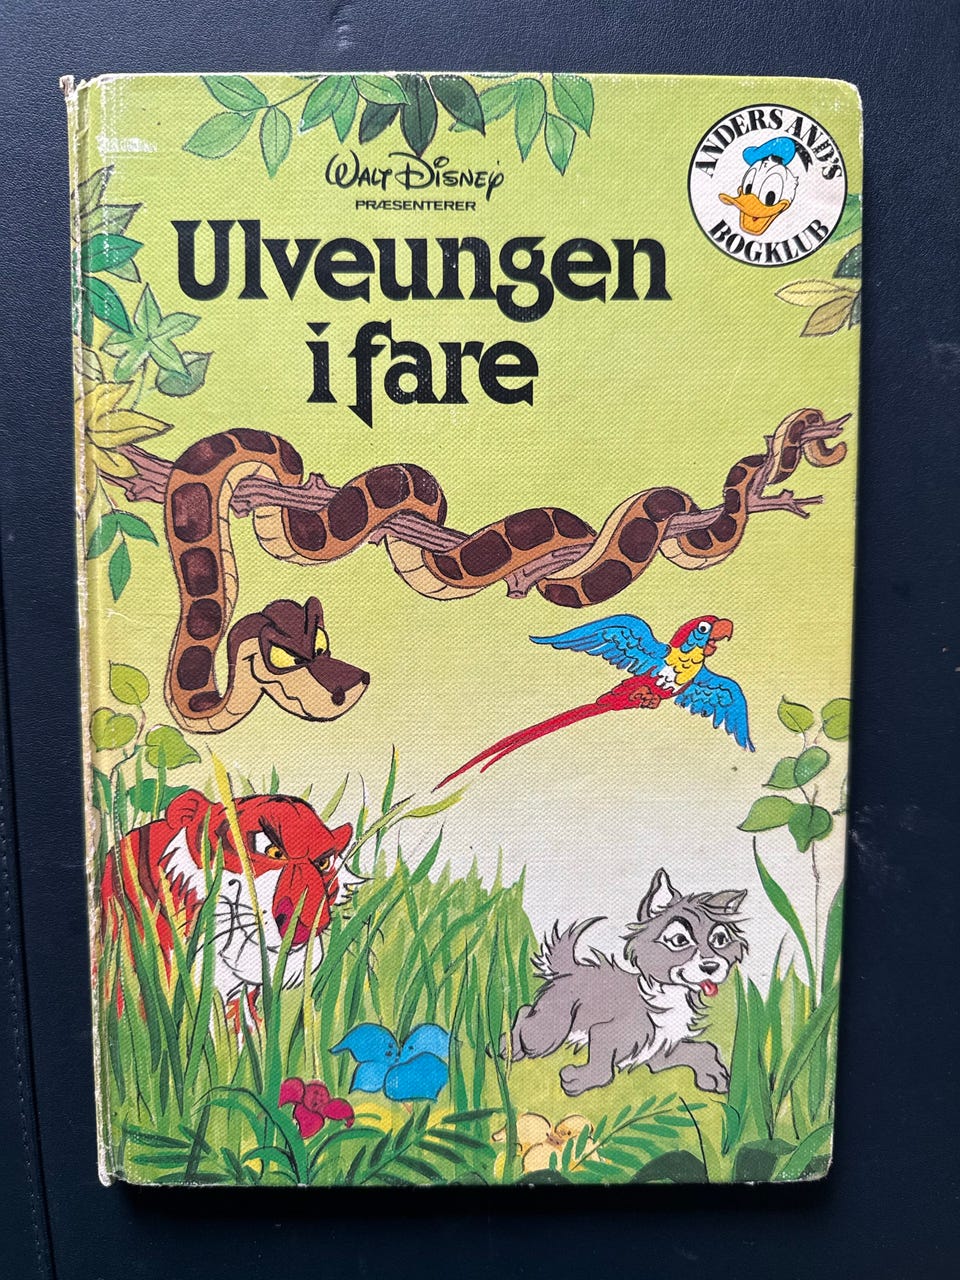 ANDERS AND'S
BOGKLUB
WALT DISNEY
PRÆSENTERER
Ulveungen
i fare